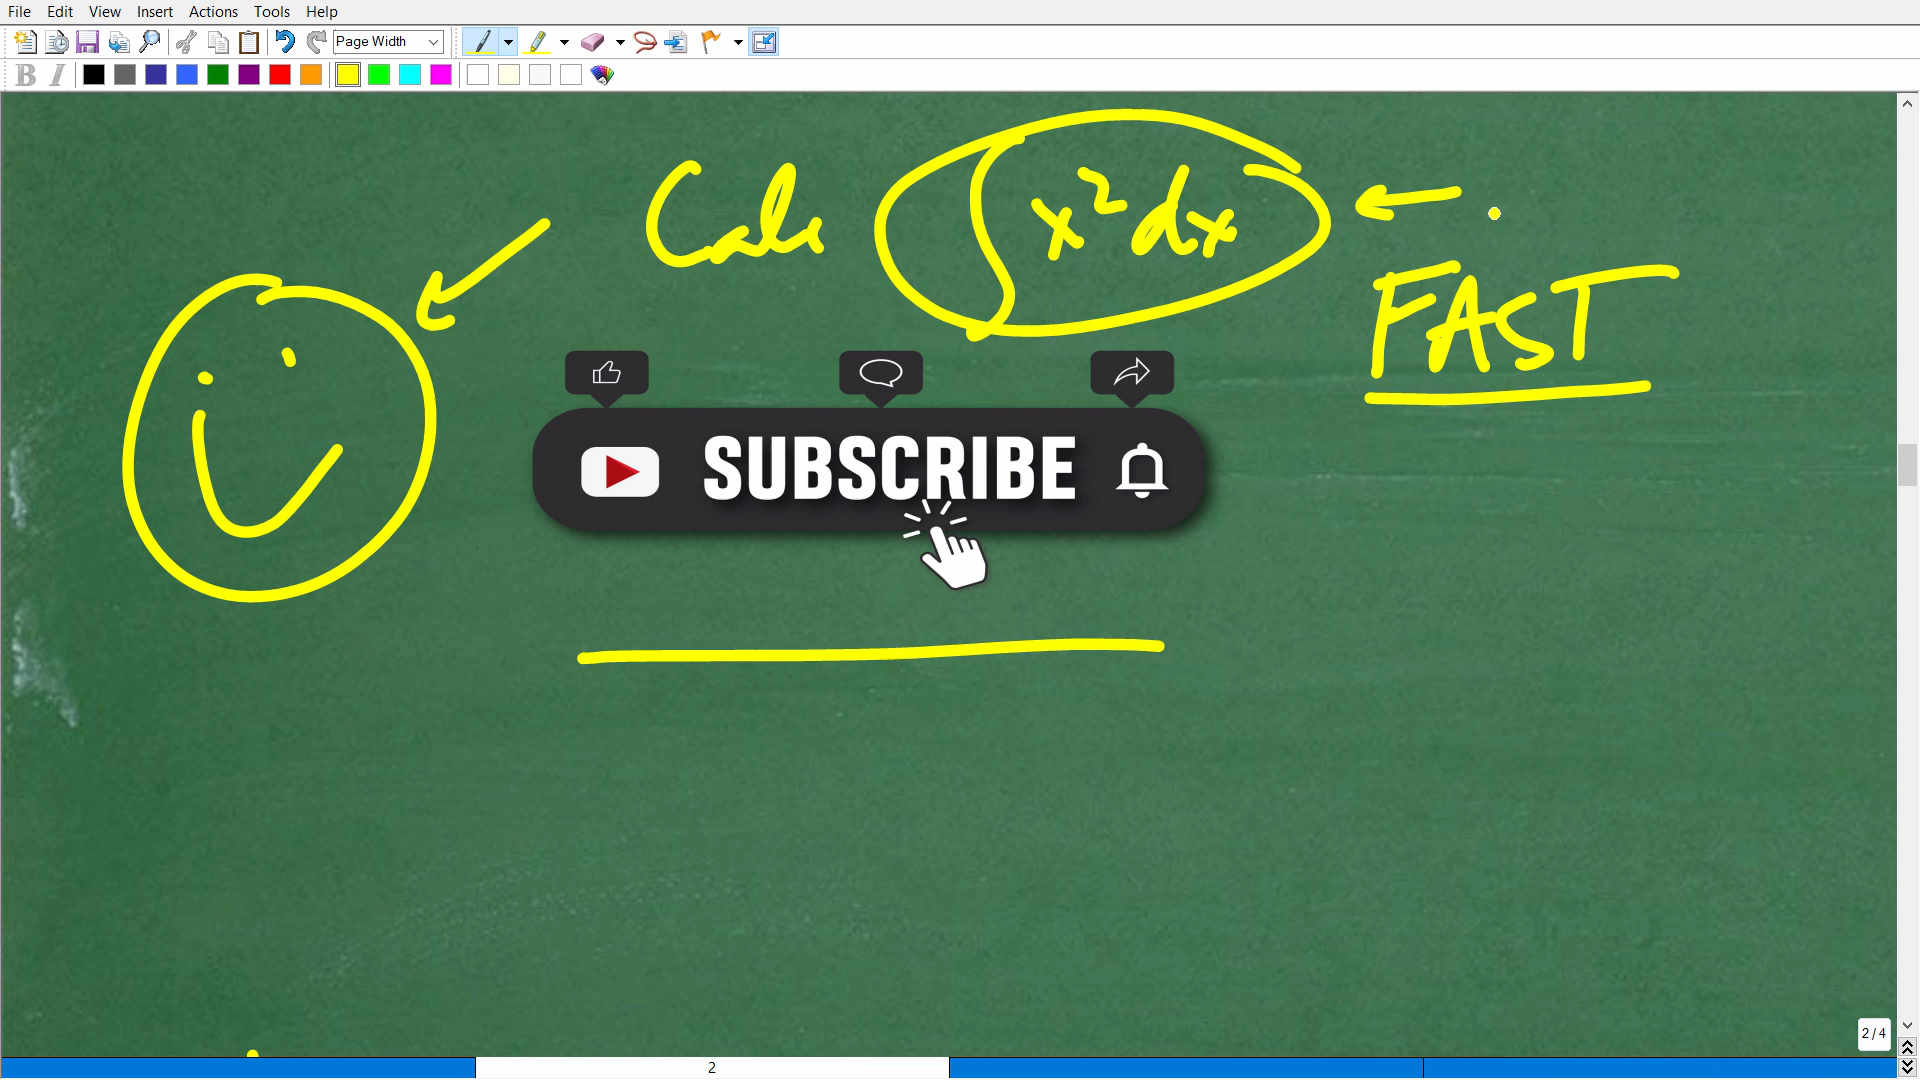 File Edit View Insert Actions Tools Help
Page Width
B I
Calc ∫x²dx
FAST
SUBSCRIBE
2 / 4
2